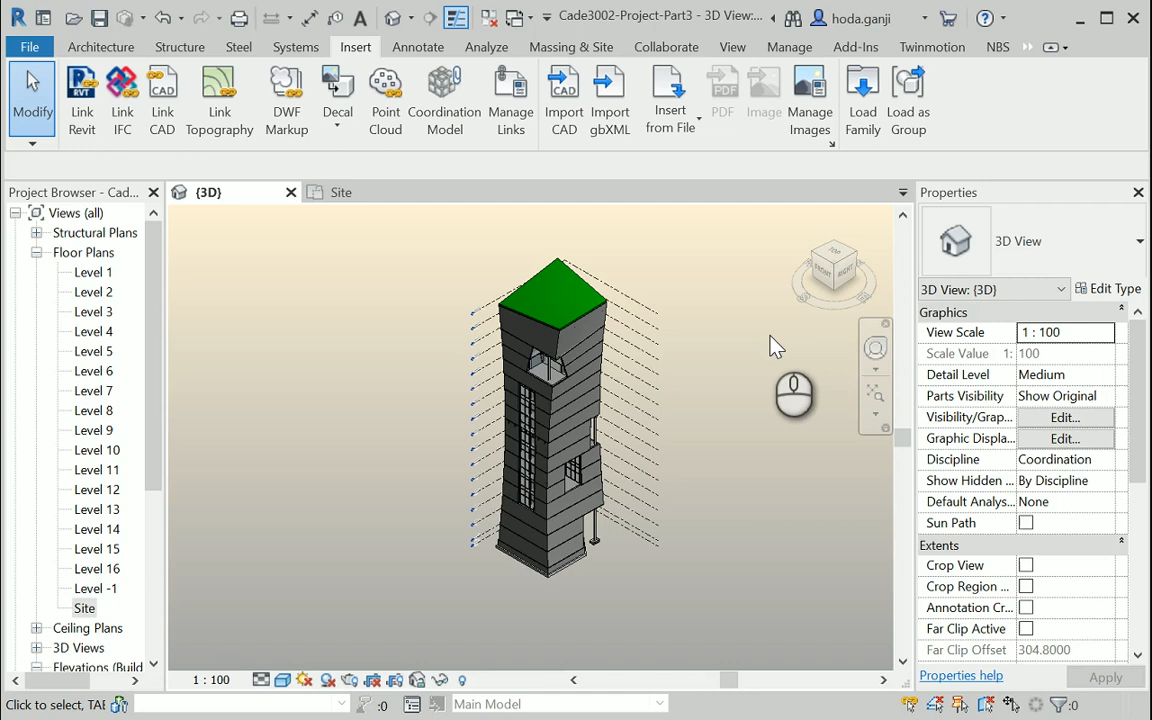 Cade3002-Project-Part3 - 3D View:...
hoda.ganji
File
Architecture
Structure
Steel
Systems
Insert
Annotate
Analyze
Massing & Site
Collaborate
View
Manage
Add-Ins
Twinmotion
NBS
Modify
Link Revit
Link IFC
Link CAD
Link Topography
DWF Markup
Decal
Point Cloud
Coordination Model
Manage Links
Import CAD
Import gbXML
Insert from File
PDF
Image
Manage Images
Load Family
Load as Group
Project Browser - Cad...
{3D}
Site
Properties
Views (all)
Structural Plans
Floor Plans
Level 1
Level 2
Level 3
Level 4
Level 5
Level 6
Level 7
Level 8
Level 9
Level 10
Level 11
Level 12
Level 13
Level 14
Level 15
Level 16
Level -1
Site
Ceiling Plans
3D Views
Elevations (Build
TOP
FRONT
RIGHT
3D View
3D View: {3D}
Edit Type
Graphics
View Scale 1 : 100
Scale Value 1: 100
Detail Level Medium
Parts Visibility Show Original
Visibility/Grap... Edit...
Graphic Displa... Edit...
Discipline Coordination
Show Hidden ... By Discipline
Default Analys... None
Sun Path
Extents
Crop View
Crop Region ...
Annotation Cr...
Far Clip Active
Far Clip Offset 304.8000
Properties help
Apply
1 : 100
Click to select, TAE
:0
Main Model
:0